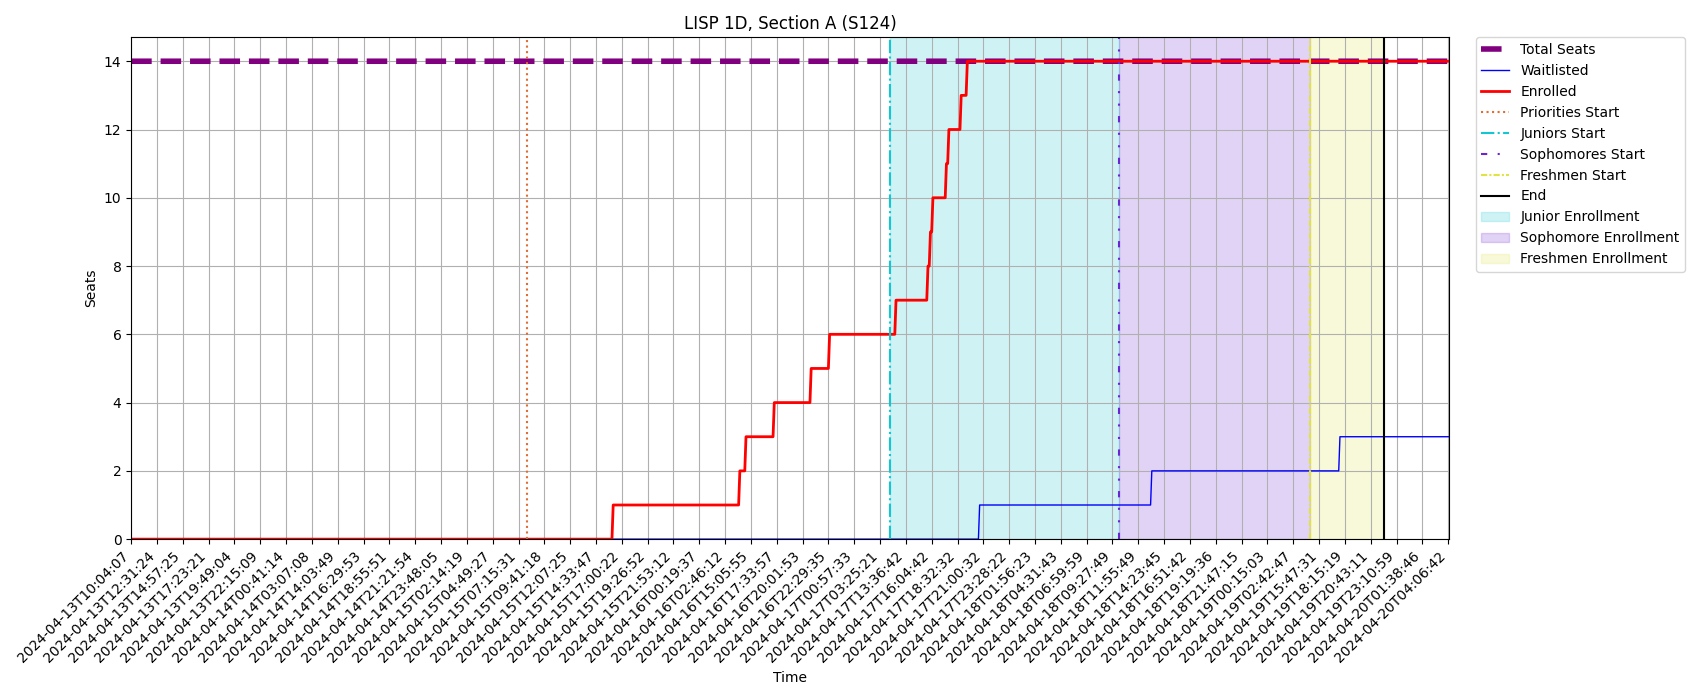 LISP 1D, Section A (S124)
Total Seats
Waitlisted
Enrolled
Priorities Start
Juniors Start
Sophomores Start
Freshmen Start
End
Junior Enrollment
Sophomore Enrollment
Freshmen Enrollment
Seats
14
12
10
8
6
4
2
0
2024-04-13T10:04:07
2024-04-13T12:31:24
2024-04-13T14:57:25
2024-04-13T17:23:21
2024-04-13T19:49:04
2024-04-13T22:15:09
2024-04-14T00:41:14
2024-04-14T03:07:08
2024-04-14T14:03:49
2024-04-14T16:29:53
2024-04-14T18:55:51
2024-04-14T21:21:54
2024-04-14T23:48:05
2024-04-15T02:14:19
2024-04-15T04:49:27
2024-04-15T07:15:31
2024-04-15T09:41:18
2024-04-15T12:07:25
2024-04-15T14:33:47
2024-04-15T17:00:22
2024-04-15T19:26:52
2024-04-15T21:53:12
2024-04-16T00:19:37
2024-04-16T02:46:12
2024-04-16T15:05:55
2024-04-16T17:33:57
2024-04-16T20:01:53
2024-04-16T22:29:35
2024-04-17T00:57:33
2024-04-17T03:25:21
2024-04-17T13:36:42
2024-04-17T16:04:42
2024-04-17T18:32:32
2024-04-17T21:00:32
2024-04-17T23:28:22
2024-04-18T01:56:23
2024-04-18T04:31:43
2024-04-18T06:59:59
2024-04-18T09:27:49
2024-04-18T11:55:49
2024-04-18T14:23:45
2024-04-18T16:51:42
2024-04-18T19:19:36
2024-04-18T21:47:15
2024-04-19T00:15:03
2024-04-19T02:42:47
2024-04-19T15:47:31
2024-04-19T18:15:19
2024-04-19T20:43:11
2024-04-19T23:10:59
2024-04-20T01:38:46
2024-04-20T04:06:42
Time